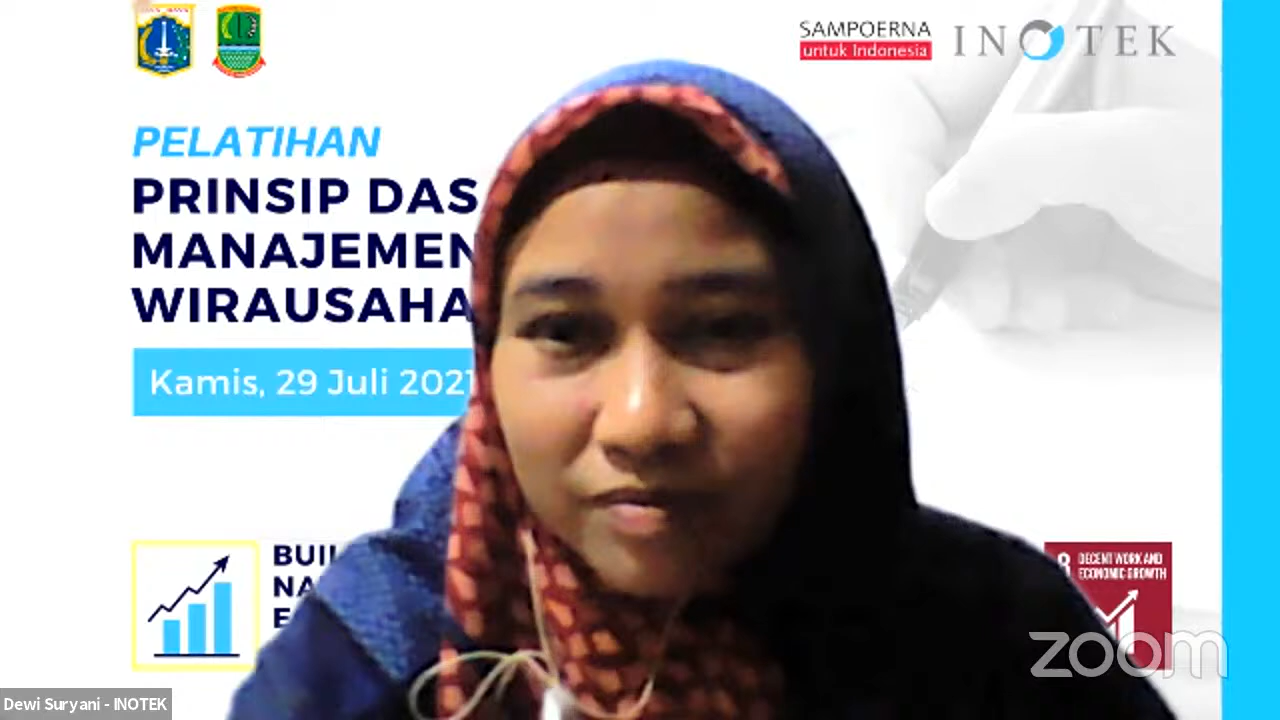 SAMPOERNA
untuk Indonesia
INOTEK
PELATIHAN
PRINSIP DAS
MANAJEMEN
WIRAUSAHA
Kamis, 29 Juli 2021
BUI
NA
E
8 DECENT WORK AND
ECONOMIC GROWTH
zoom
Dewi Suryani - INOTEK